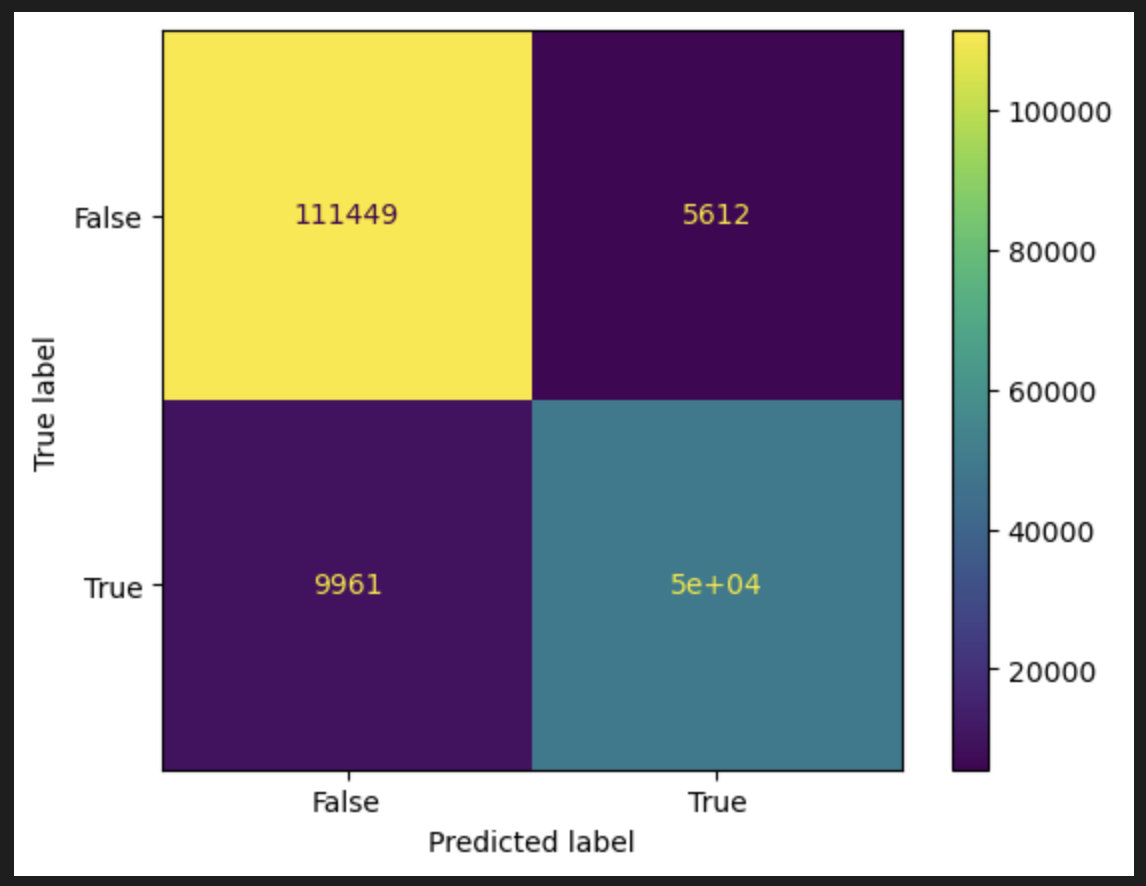 111449
5612
False
100000
80000
60000
40000
20000
True label
True
9961
5e+04
False
True
Predicted label